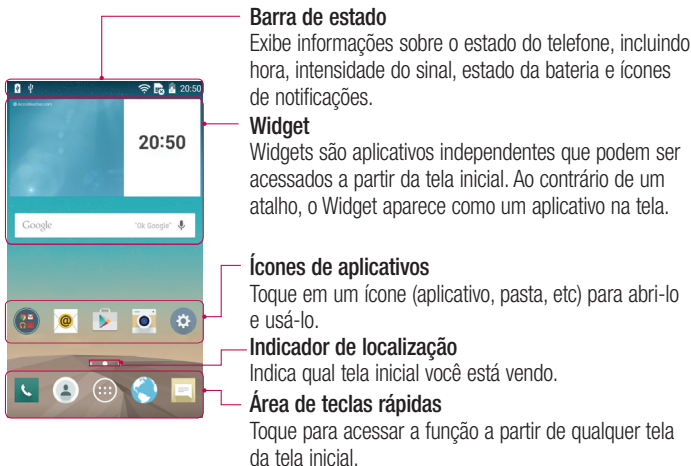 Barra de estado
Exibe informações sobre o estado do telefone, incluindo
hora, intensidade do sinal, estado da bateria e ícones
de notificações.
20:50
Widget
20:50
Widgets são aplicativos independentes que podem ser
acessados a partir da tela inicial. Ao contrário de um
atalho, o Widget aparece como um aplicativo na tela.
Google "Ok Google"
Ícones de aplicativos
Toque em um ícone (aplicativo, pasta, etc) para abri-lo
e usá-lo.
Indicador de localização
Indica qual tela inicial você está vendo.
Área de teclas rápidas
Toque para acessar a função a partir de qualquer tela
da tela inicial.